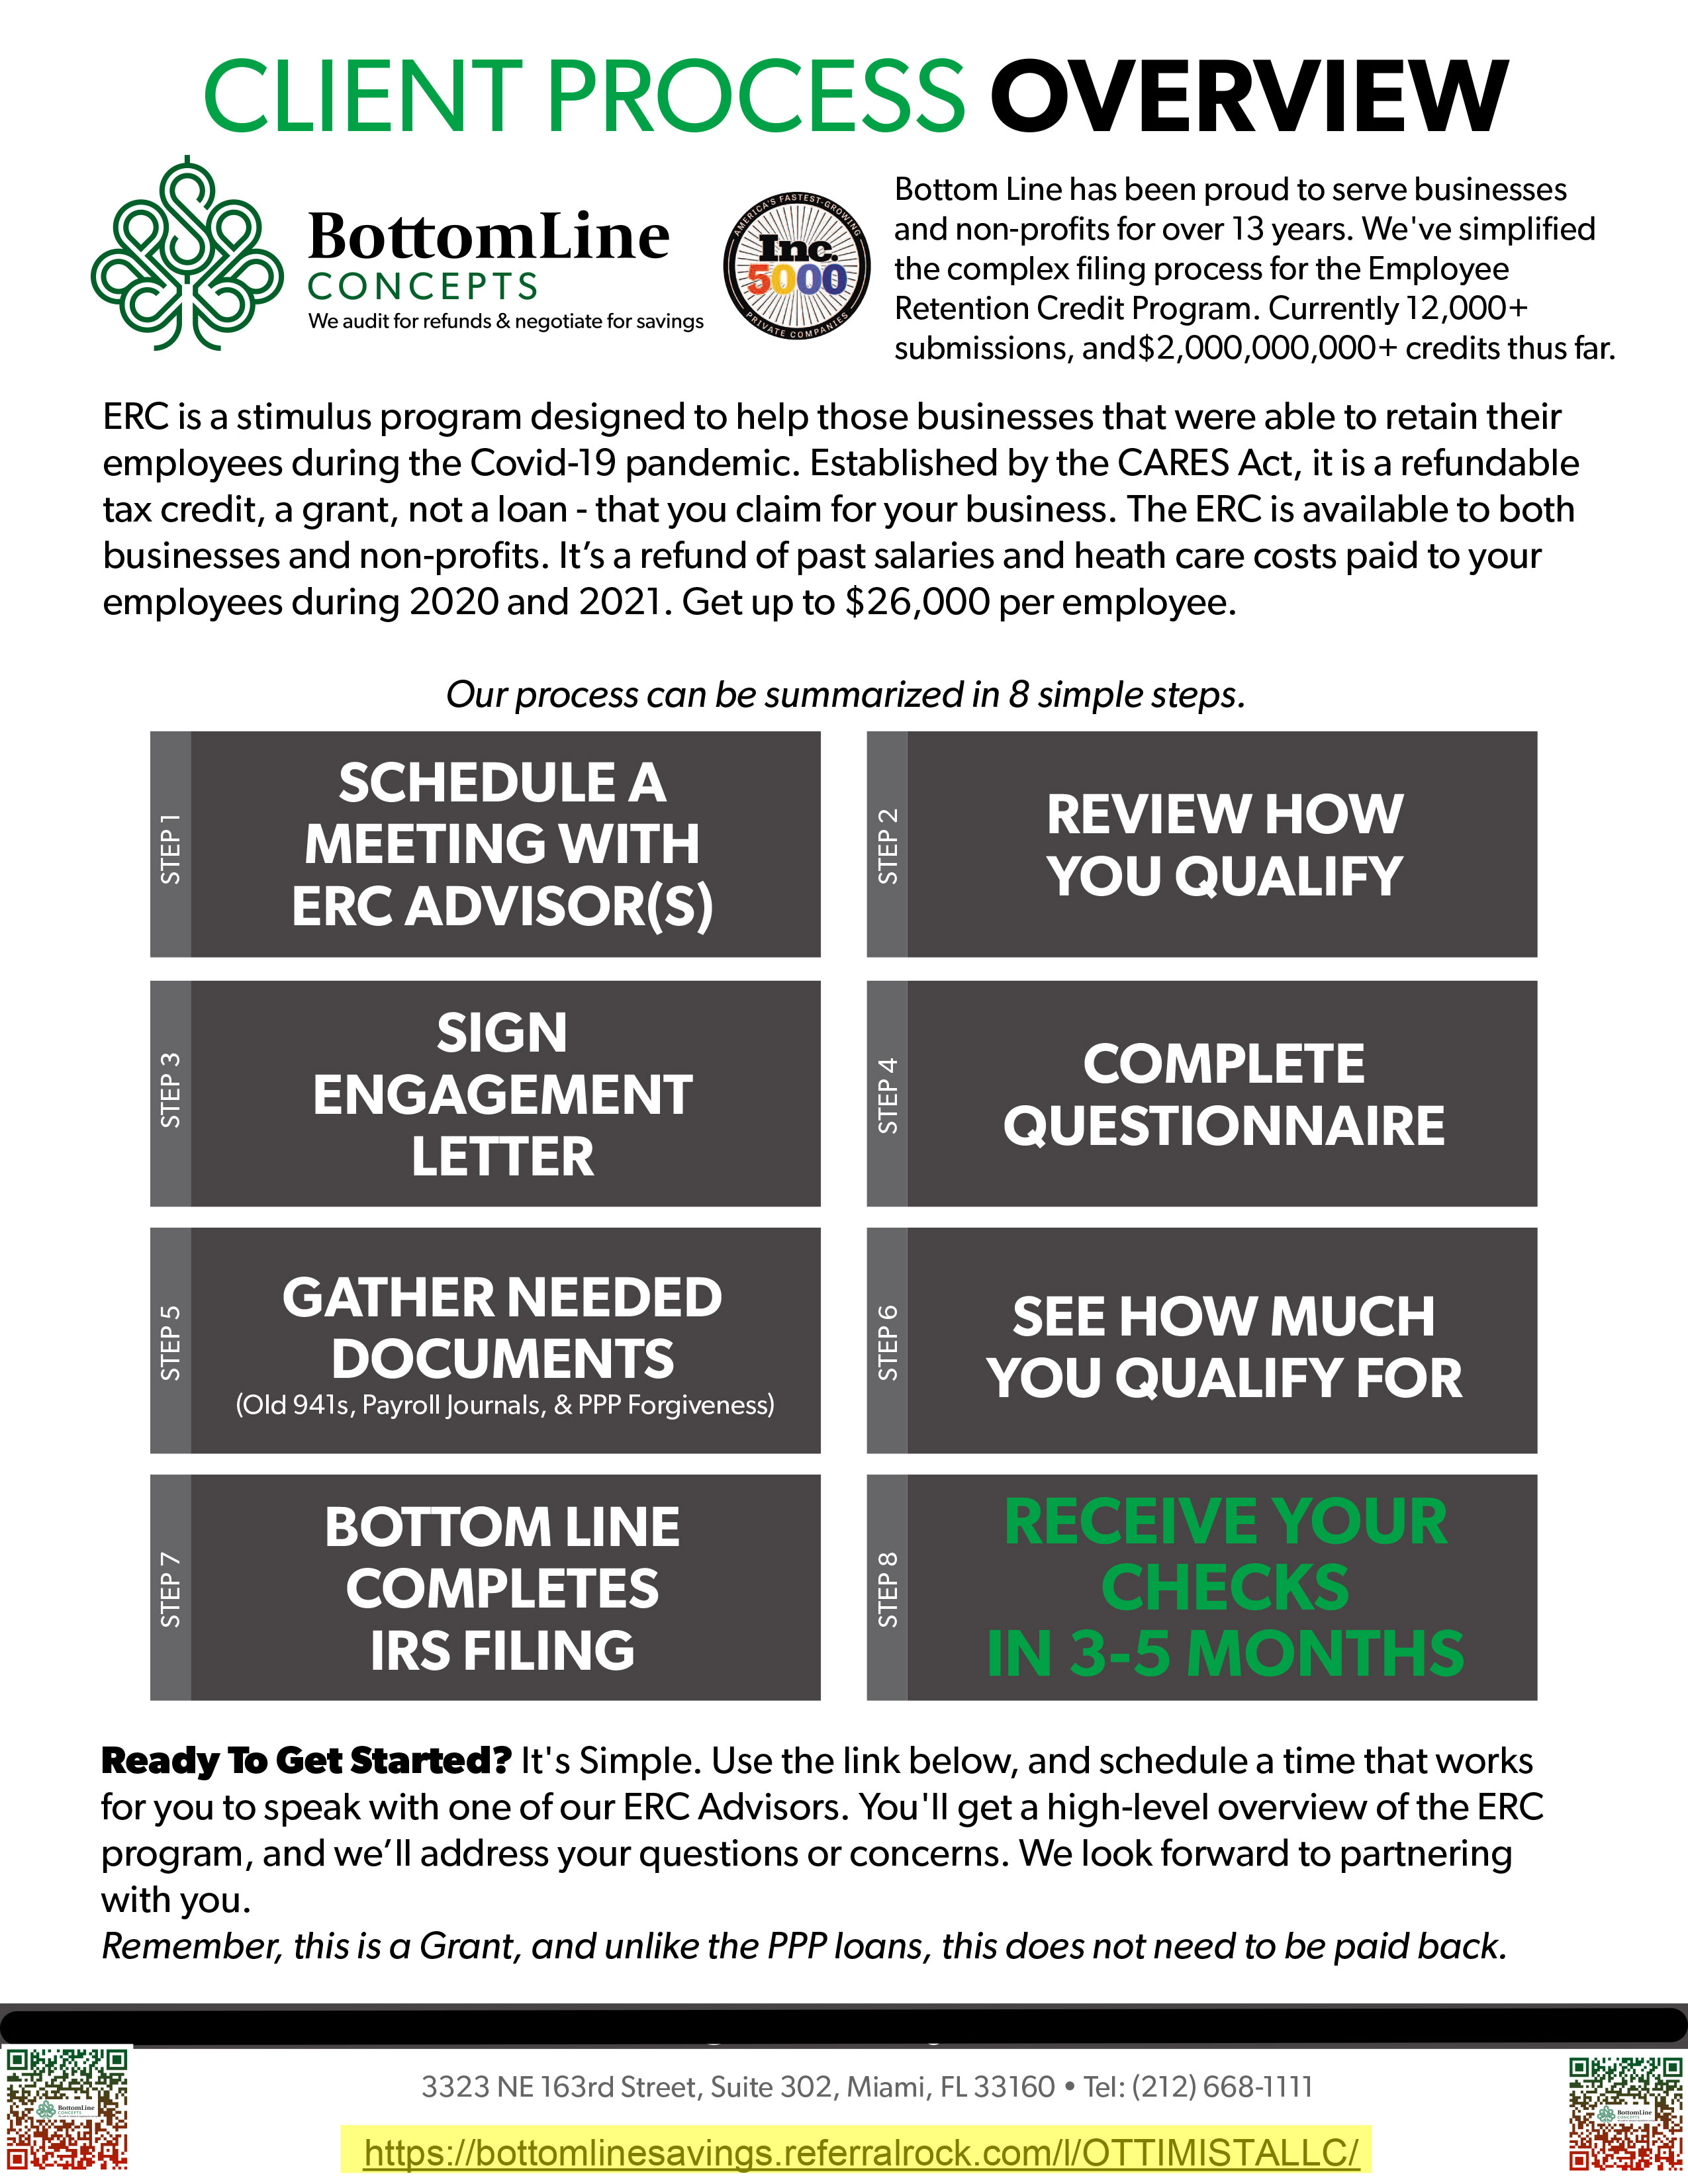 CLIENT PROCESS OVERVIEW
BottomLine
CONCEPTS
We audit for refunds & negotiate for savings
AMERICA'S FASTEST-GROWING
Inc.
5000
PRIVATE COMPANIES
Bottom Line has been proud to serve businesses
and non-profits for over 13 years. We've simplified
the complex filing process for the Employee
Retention Credit Program. Currently 12,000+
submissions, and$2,000,000,000+ credits thus far.
ERC is a stimulus program designed to help those businesses that were able to retain their
employees during the Covid-19 pandemic. Established by the CARES Act, it is a refundable
tax credit, a grant, not a loan - that you claim for your business. The ERC is available to both
businesses and non-profits. It’s a refund of past salaries and heath care costs paid to your
employees during 2020 and 2021. Get up to $26,000 per employee.
Our process can be summarized in 8 simple steps.
STEP 1
SCHEDULE A
MEETING WITH
ERC ADVISOR(S)
STEP 2
REVIEW HOW
YOU QUALIFY
STEP 3
SIGN
ENGAGEMENT
LETTER
STEP 4
COMPLETE
QUESTIONNAIRE
STEP 5
GATHER NEEDED
DOCUMENTS
(Old 941s, Payroll Journals, & PPP Forgiveness)
STEP 6
SEE HOW MUCH
YOU QUALIFY FOR
STEP 7
BOTTOM LINE
COMPLETES
IRS FILING
STEP 8
RECEIVE YOUR
CHECKS
IN 3-5 MONTHS
Ready To Get Started? It's Simple. Use the link below, and schedule a time that works
for you to speak with one of our ERC Advisors. You'll get a high-level overview of the ERC
program, and we’ll address your questions or concerns. We look forward to partnering
with you.
Remember, this is a Grant, and unlike the PPP loans, this does not need to be paid back.
3323 NE 163rd Street, Suite 302, Miami, FL 33160 • Tel: (212) 668-1111
https://bottomlinesavings.referralrock.com/l/OTTIMISTALLC/
BottomLine
CONCEPTS
BottomLine
CONCEPTS